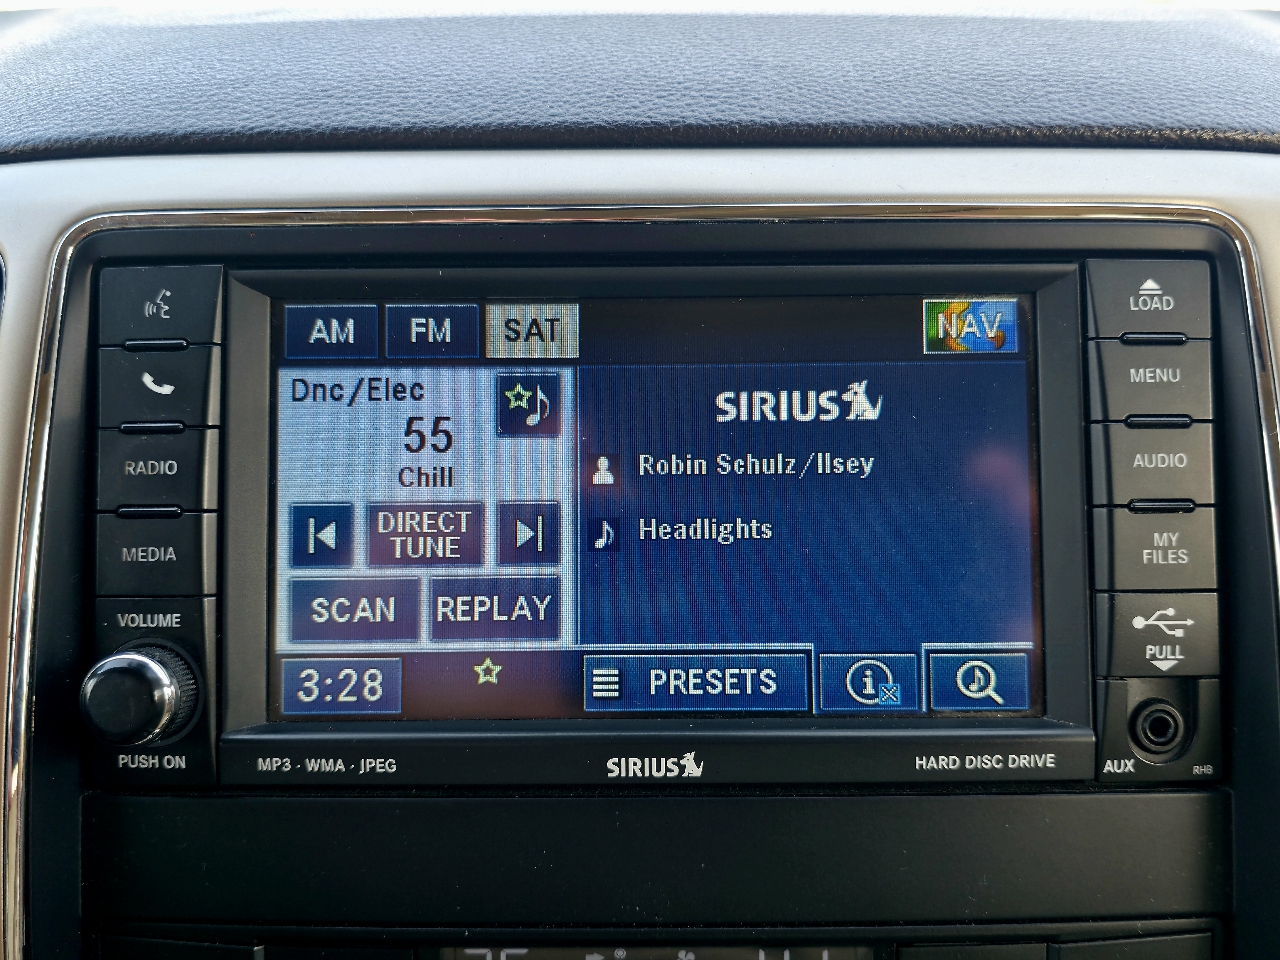 LOAD
MENU
AUDIO
MY
FILES
PULL
AUX
RHB
RADIO
MEDIA
VOLUME
PUSH ON
AM
FM
SAT
NAV
Dnc/Elec
55
Chill
DIRECT
TUNE
SCAN
REPLAY
SIRIUS
Robin Schulz/Ilsey
Headlights
3:28
PRESETS
i
MP3 · WMA · JPEG
SIRIUS
HARD DISC DRIVE